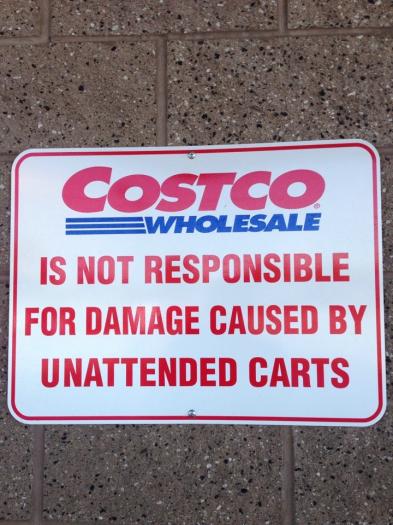 COSTCO®
WHOLESALE
IS NOT RESPONSIBLE
FOR DAMAGE CAUSED BY
UNATTENDED CARTS